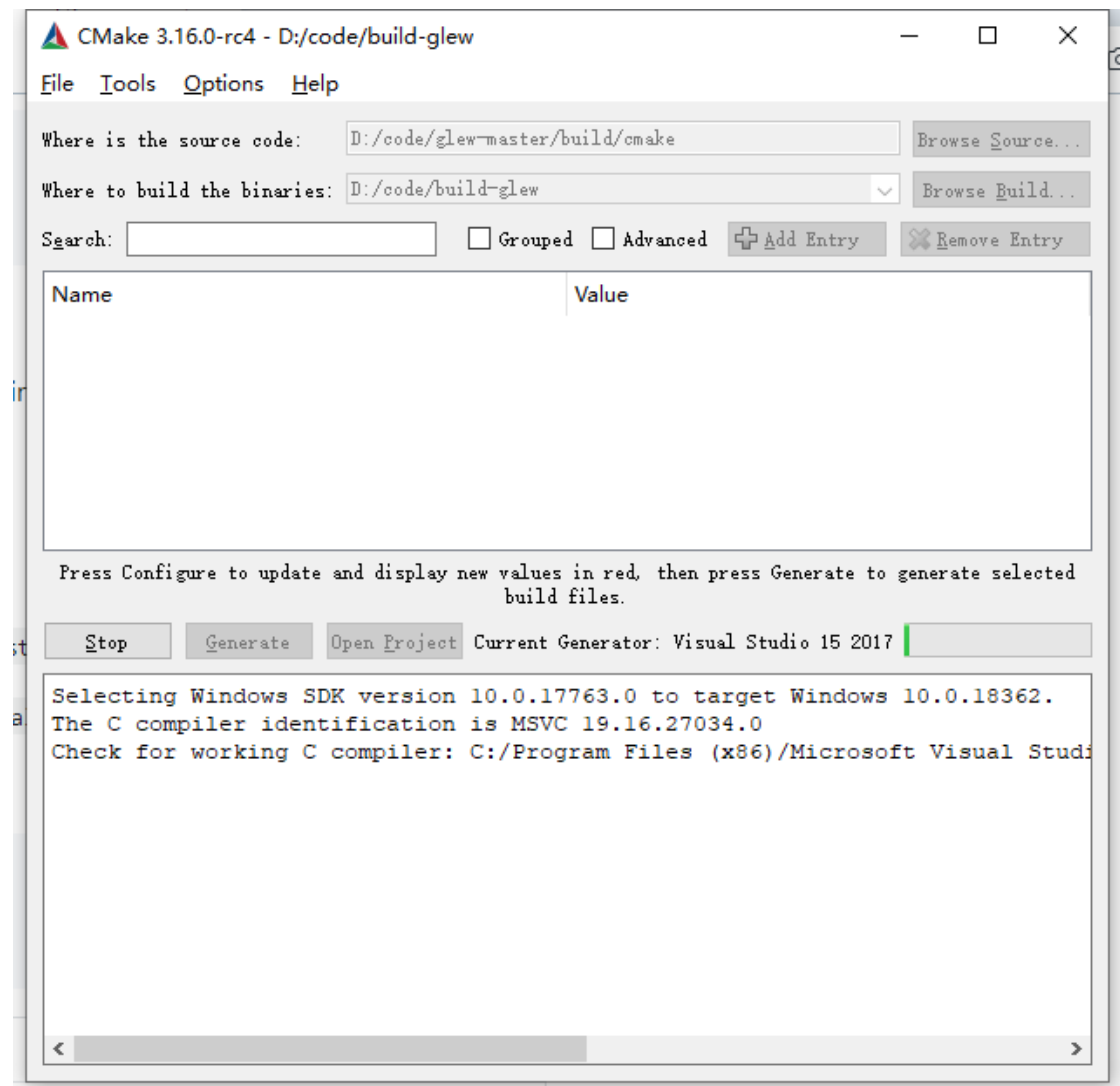 CMake 3.16.0-rc4 - D:/code/build-glew
File Tools Options Help
Where is the source code: D:/code/glew-master/build/cmake Browse Source...
Where to build the binaries: D:/code/build-glew Browse Build...
Search: Grouped Advanced Add Entry Remove Entry
Name Value
Press Configure to update and display new values in red, then press Generate to generate selected
build files.
Stop Generate Open Project Current Generator: Visual Studio 15 2017
Selecting Windows SDK version 10.0.17763.0 to target Windows 10.0.18362.
The C compiler identification is MSVC 19.16.27034.0
Check for working C compiler: C:/Program Files (x86)/Microsoft Visual Studi